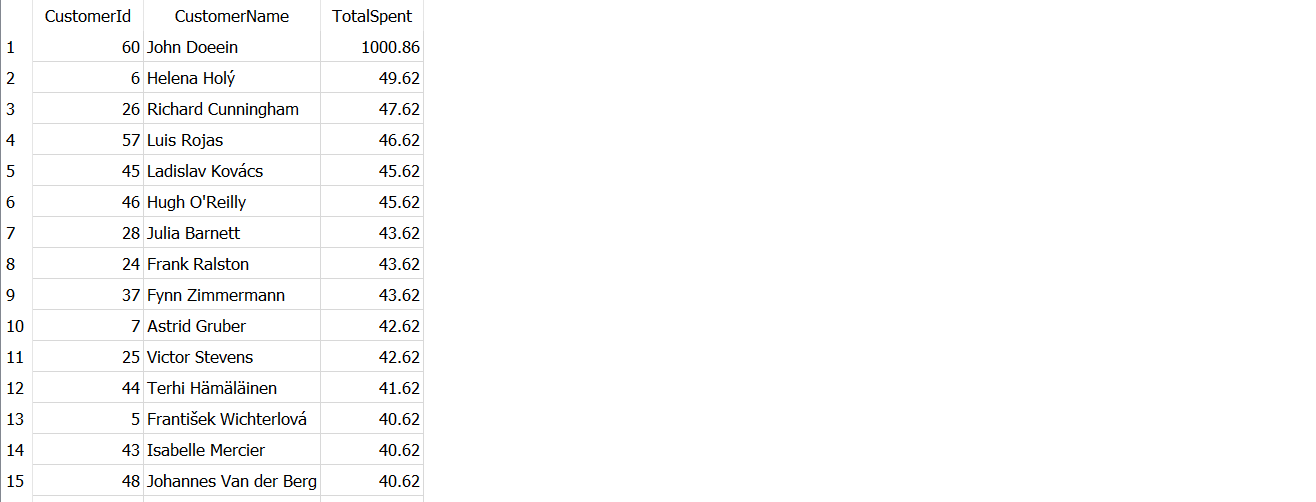 CustomerId CustomerName TotalSpent
1 60 John Doeein 1000.86
2 6 Helena Holý 49.62
3 26 Richard Cunningham 47.62
4 57 Luis Rojas 46.62
5 45 Ladislav Kovács 45.62
6 46 Hugh O'Reilly 45.62
7 28 Julia Barnett 43.62
8 24 Frank Ralston 43.62
9 37 Fynn Zimmermann 43.62
10 7 Astrid Gruber 42.62
11 25 Victor Stevens 42.62
12 44 Terhi Hämäläinen 41.62
13 5 František Wichterlová 40.62
14 43 Isabelle Mercier 40.62
15 48 Johannes Van der Berg 40.62